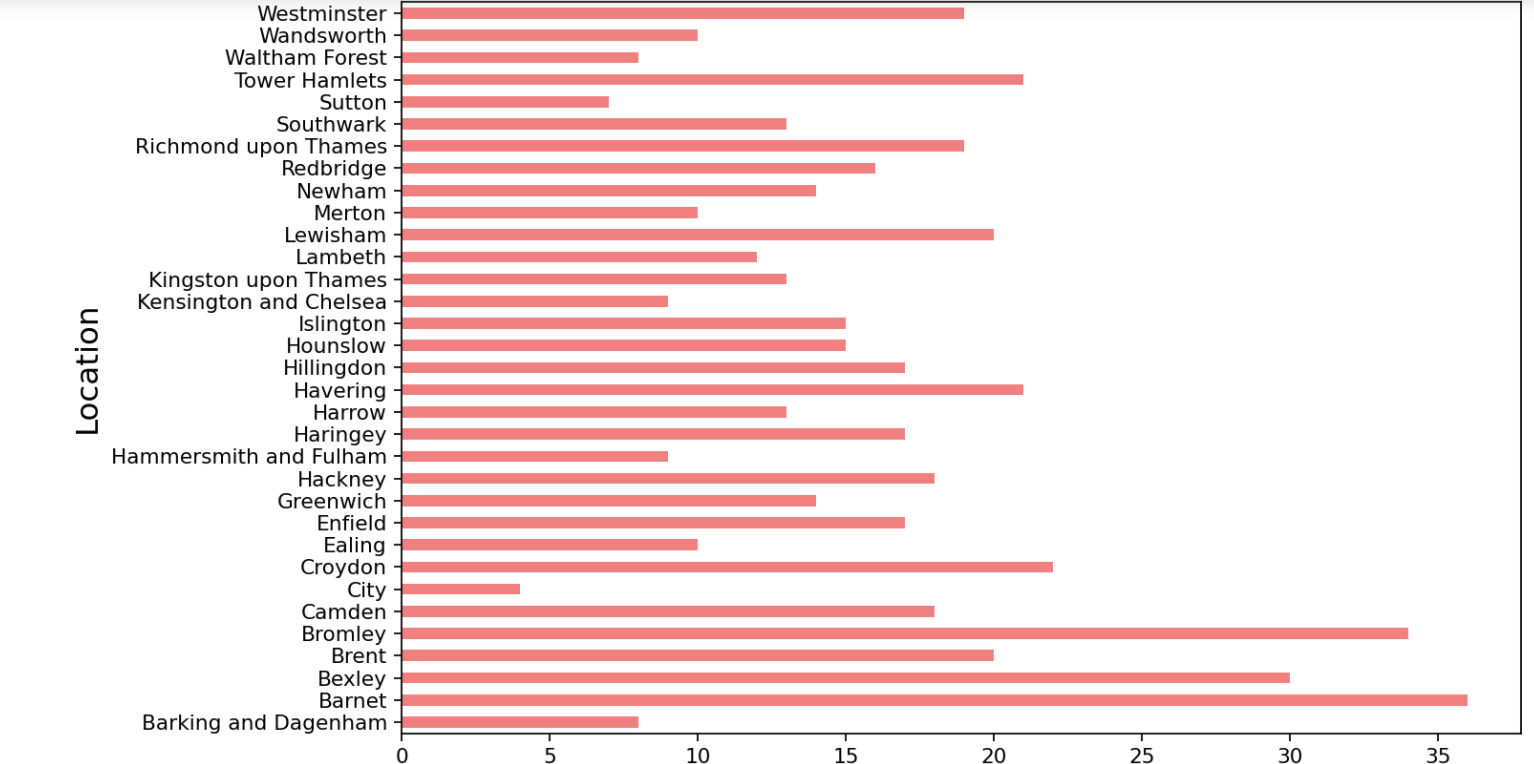 Westminster
Wandsworth
Waltham Forest
Tower Hamlets
Sutton
Southwark
Richmond upon Thames
Redbridge
Newham
Merton
Lewisham
Lambeth
Kingston upon Thames
Kensington and Chelsea
Islington
Hounslow
Hillingdon
Havering
Harrow
Haringey
Hammersmith and Fulham
Hackney
Greenwich
Enfield
Ealing
Croydon
City
Camden
Bromley
Brent
Bexley
Barnet
Barking and Dagenham
Location
0 5 10 15 20 25 30 35